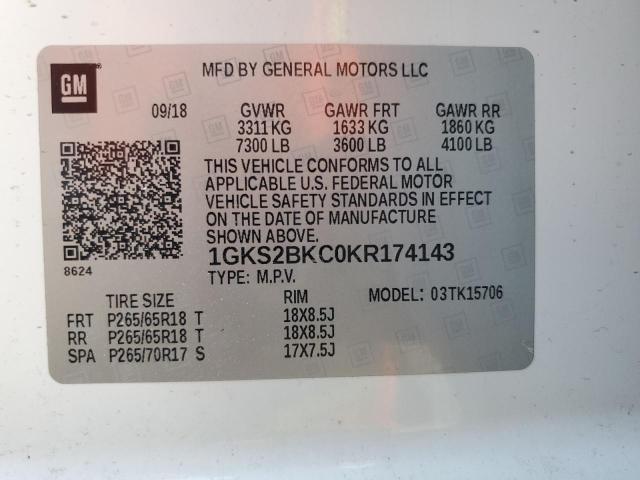 GM
MFD BY GENERAL MOTORS LLC
09/18 GVWR GAWR FRT GAWR RR
3311 KG 1633 KG 1860 KG
7300 LB 3600 LB 4100 LB
THIS VEHICLE CONFORMS TO ALL
APPLICABLE U.S. FEDERAL MOTOR
VEHICLE SAFETY STANDARDS IN EFFECT
ON THE DATE OF MANUFACTURE
SHOWN ABOVE.
8624
1GKS2BKC0KR174143
TYPE: M.P.V.
TIRE SIZE RIM MODEL: 03TK15706
FRT P265/65R18 T 18X8.5J
RR P265/65R18 T 18X8.5J
SPA P265/70R17 S 17X7.5J